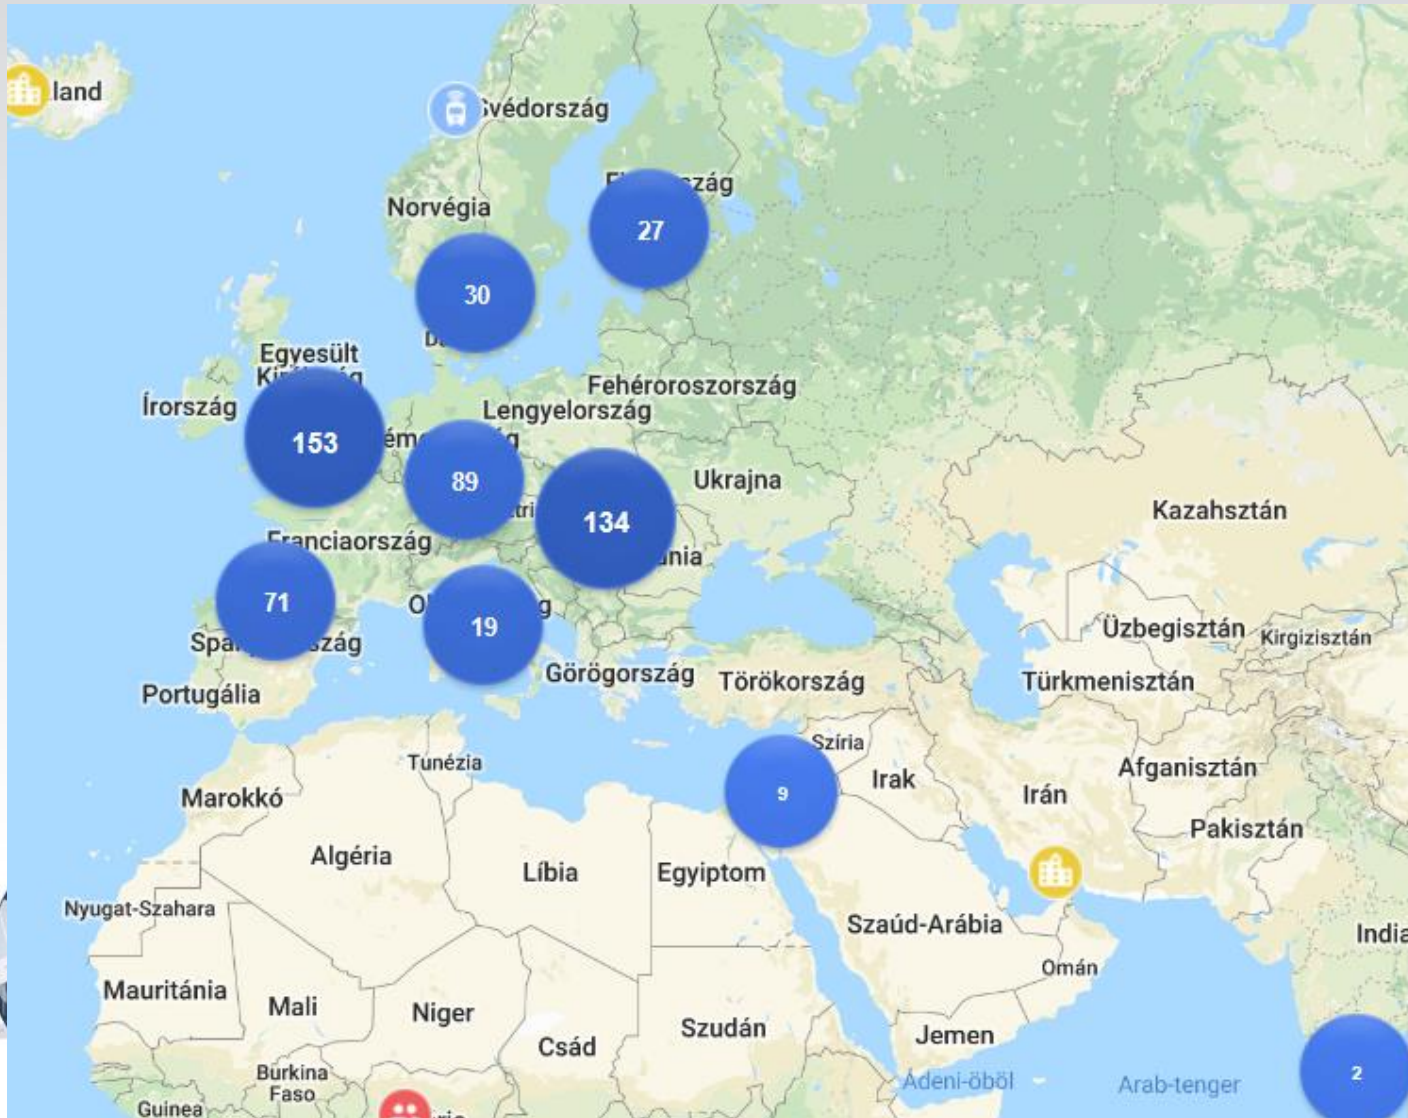 land
Svédország
Norvégia
27
30
Egyesült
Írország
Fehéroroszország
Lengyelország
153
89
Ukrajna
134
Kazahsztán
Franciaország
71
19
Üzbegisztán
Kirgizisztán
Görögország
Törökország
Türkmenisztán
Portugália
Szíria
Tunézia
Afganisztán
Irak
9
Irán
Marokkó
Pakisztán
Algéria
Líbia
Egyiptom
Nyugat-Szahara
Szaúd-Arábia
India
Omán
Mauritánia
Mali
Niger
Szudán
Jemen
Csád
Burkina
Faso
2
Ádeni-öböl
Arab-tenger
Guinea